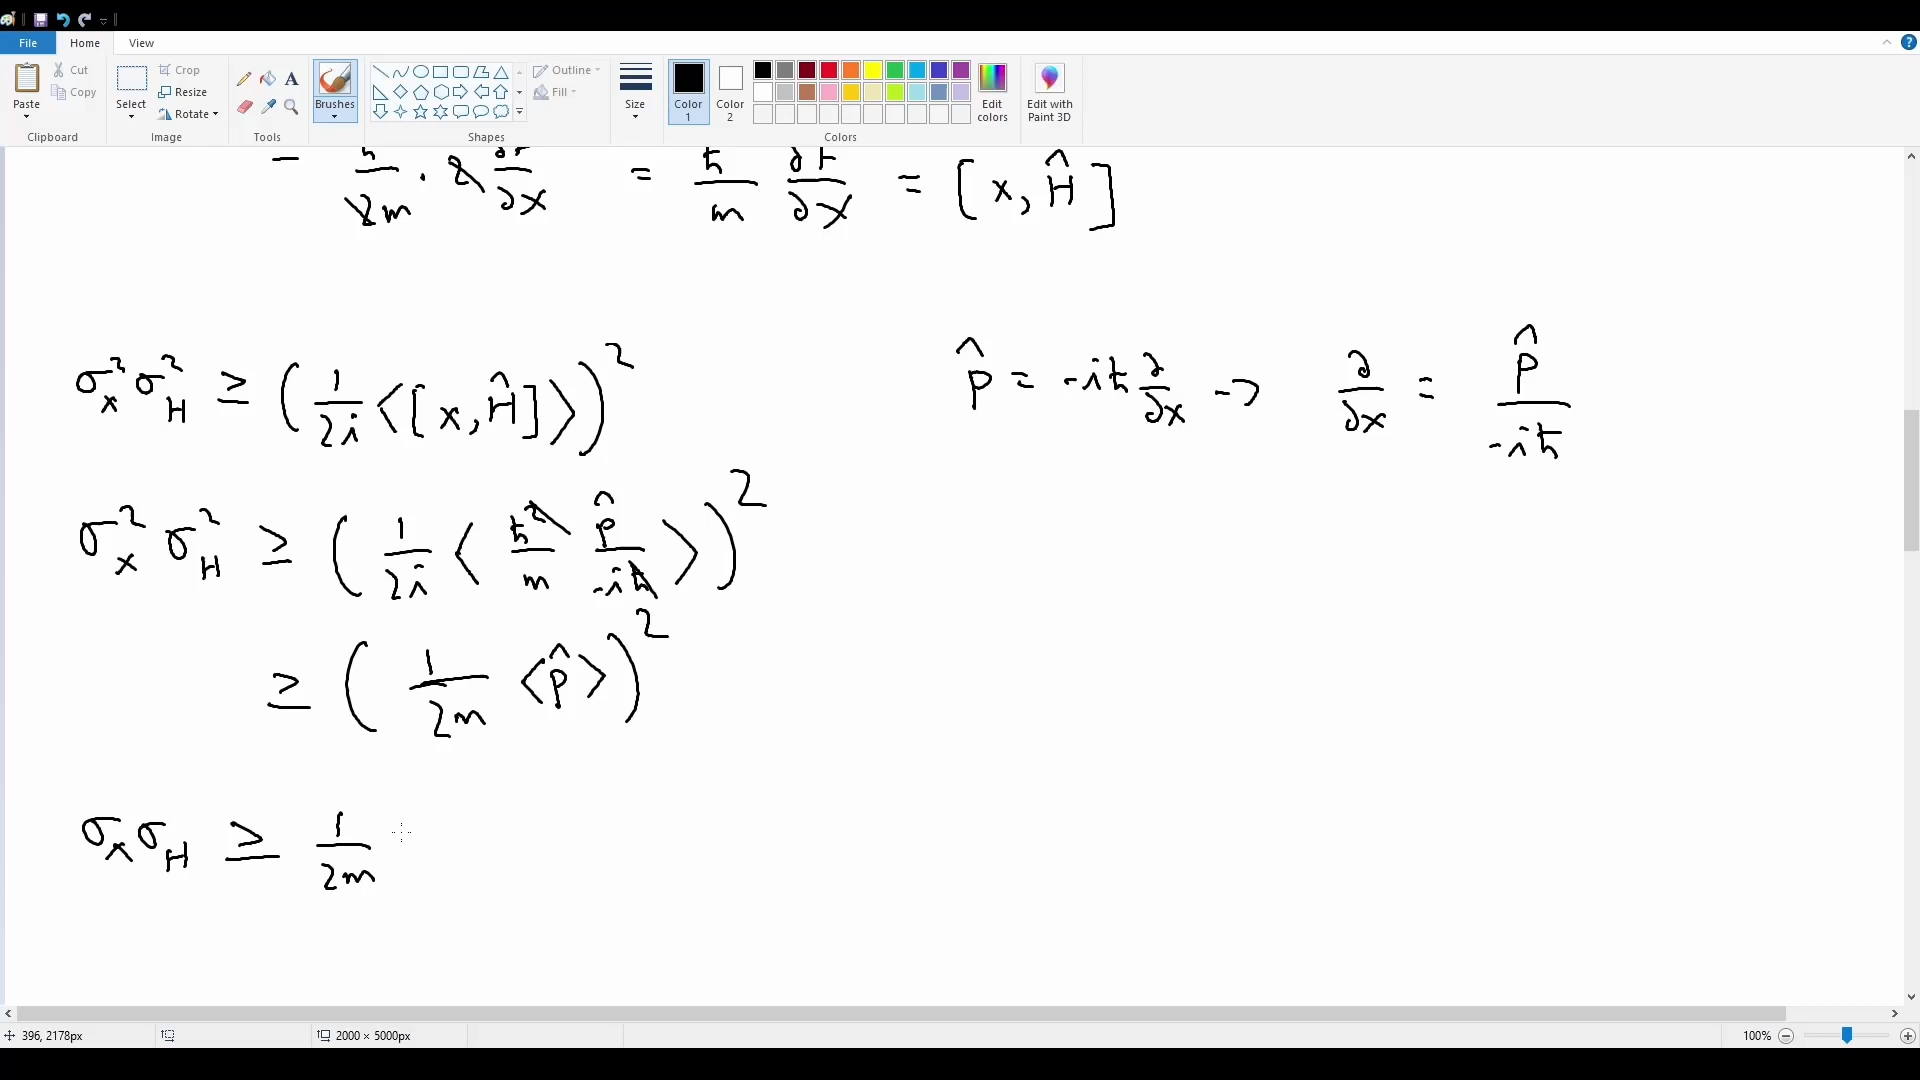 File Home View
Paste Cut Copy Clipboard
Select Crop Resize Rotate Image
A Tools
Brushes
Outline Fill Shapes
Size
Color 1 Color 2 Edit colors Edit with Paint 3D Colors
= ħ/m ∂F/∂x = [x, Ĥ]
σ_x² σ_H² ≥ (1/2i <[x, Ĥ]>)²
p̂ = -iħ ∂/∂x → ∂/∂x = p̂/-iħ
σ_x² σ_H² ≥ (1/2i <ħ²/m p̂/-iħ>)²
≥ (1/2m <p̂>)²
σ_x σ_H ≥ 1/2m
396, 2178px 2000 × 5000px 100%